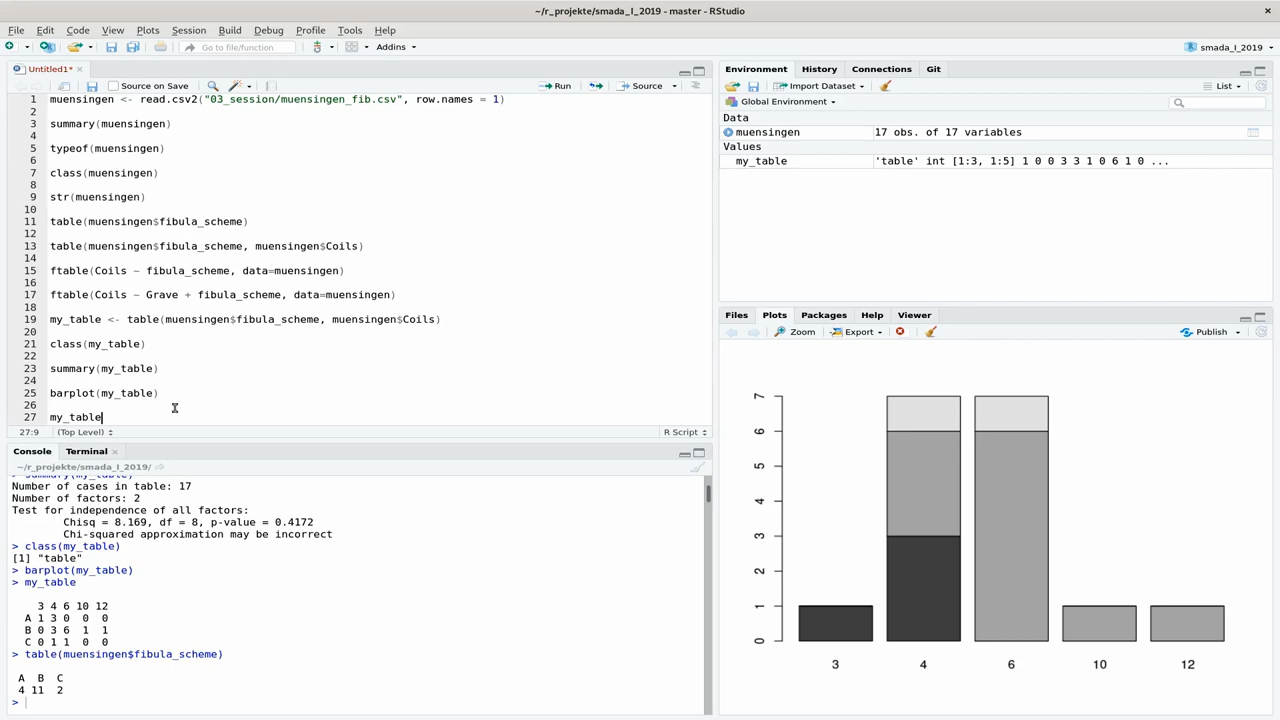 ~/r_projekte/smada_I_2019 - master - RStudio
File Edit Code View Plots Session Build Debug Profile Tools Help
Go to file/function Addins smada_I_2019
Untitled1*
Source on Save Run Source
1 muensingen <- read.csv2("03_session/muensingen_fib.csv", row.names = 1)
2
3 summary(muensingen)
4
5 typeof(muensingen)
6
7 class(muensingen)
8
9 str(muensingen)
10
11 table(muensingen$fibula_scheme)
12
13 table(muensingen$fibula_scheme, muensingen$Coils)
14
15 ftable(Coils ~ fibula_scheme, data=muensingen)
16
17 ftable(Coils ~ Grave + fibula_scheme, data=muensingen)
18
19 my_table <- table(muensingen$fibula_scheme, muensingen$Coils)
20
21 class(my_table)
22
23 summary(my_table)
24
25 barplot(my_table)
26
27 my_table
27:9 (Top Level) R Script
Console Terminal
~/r_projekte/smada_I_2019/
> summary(my_table)
Number of cases in table: 17
Number of factors: 2
Test for independence of all factors:
Chisq = 8.169, df = 8, p-value = 0.4172
Chi-squared approximation may be incorrect
> class(my_table)
[1] "table"
> barplot(my_table)
> my_table
3 4 6 10 12
A 1 3 0 0 0
B 0 3 6 1 1
C 0 1 1 0 0
> table(muensingen$fibula_scheme)
A B C
4 11 2
>
Environment History Connections Git
Import Dataset List
Global Environment
Data
muensingen 17 obs. of 17 variables
Values
my_table 'table' int [1:3, 1:5] 1 0 0 3 3 1 0 6 1 0 ...
Files Plots Packages Help Viewer
Zoom Export Publish
7
6
5
4
3
2
1
0
3 4 6 10 12